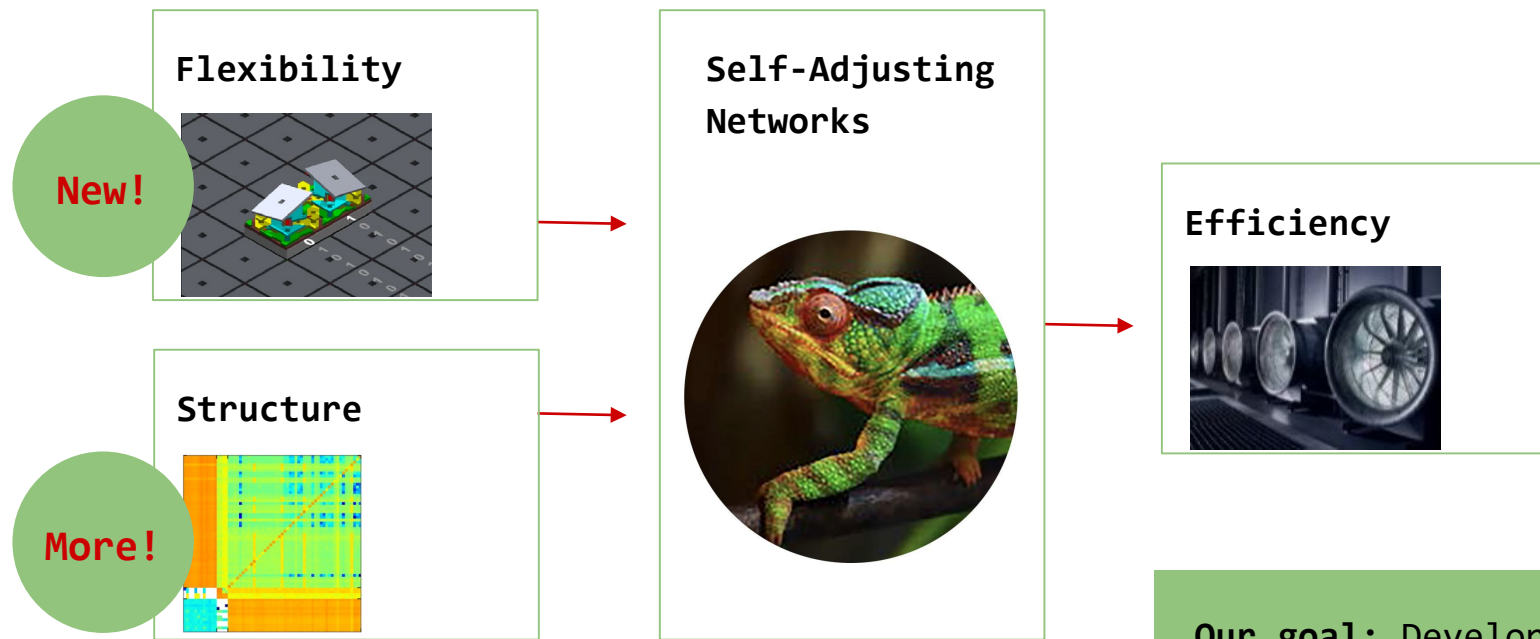 Flexibility
New!
Self-Adjusting
Networks
Efficiency
Structure
More!
Our goal: Develop